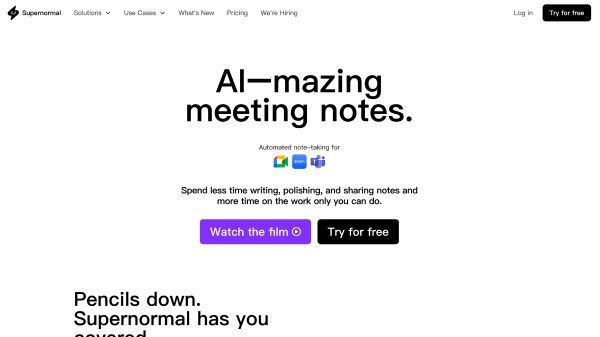 Supernormal
Solutions
Use Cases
What's New
Pricing
We're Hiring
Log in
Try for free
AI—mazing
meeting notes.
Automated note-taking for
zoom
Spend less time writing, polishing, and sharing notes and
more time on the work only you can do.
Watch the film
Try for free
Pencils down.
Supernormal has you
covered.